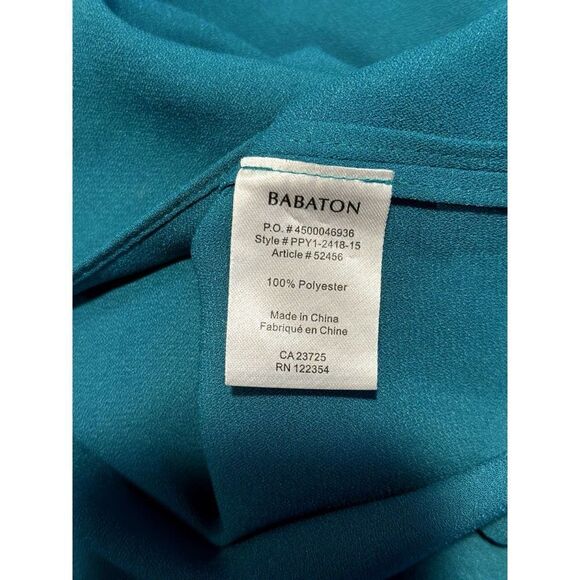 BABATON
P.O. # 4500046936
Style # PPY1-2418-15
Article # 52456
100% Polyester
Made in China
Fabriqué en Chine
CA 23725
RN 122354